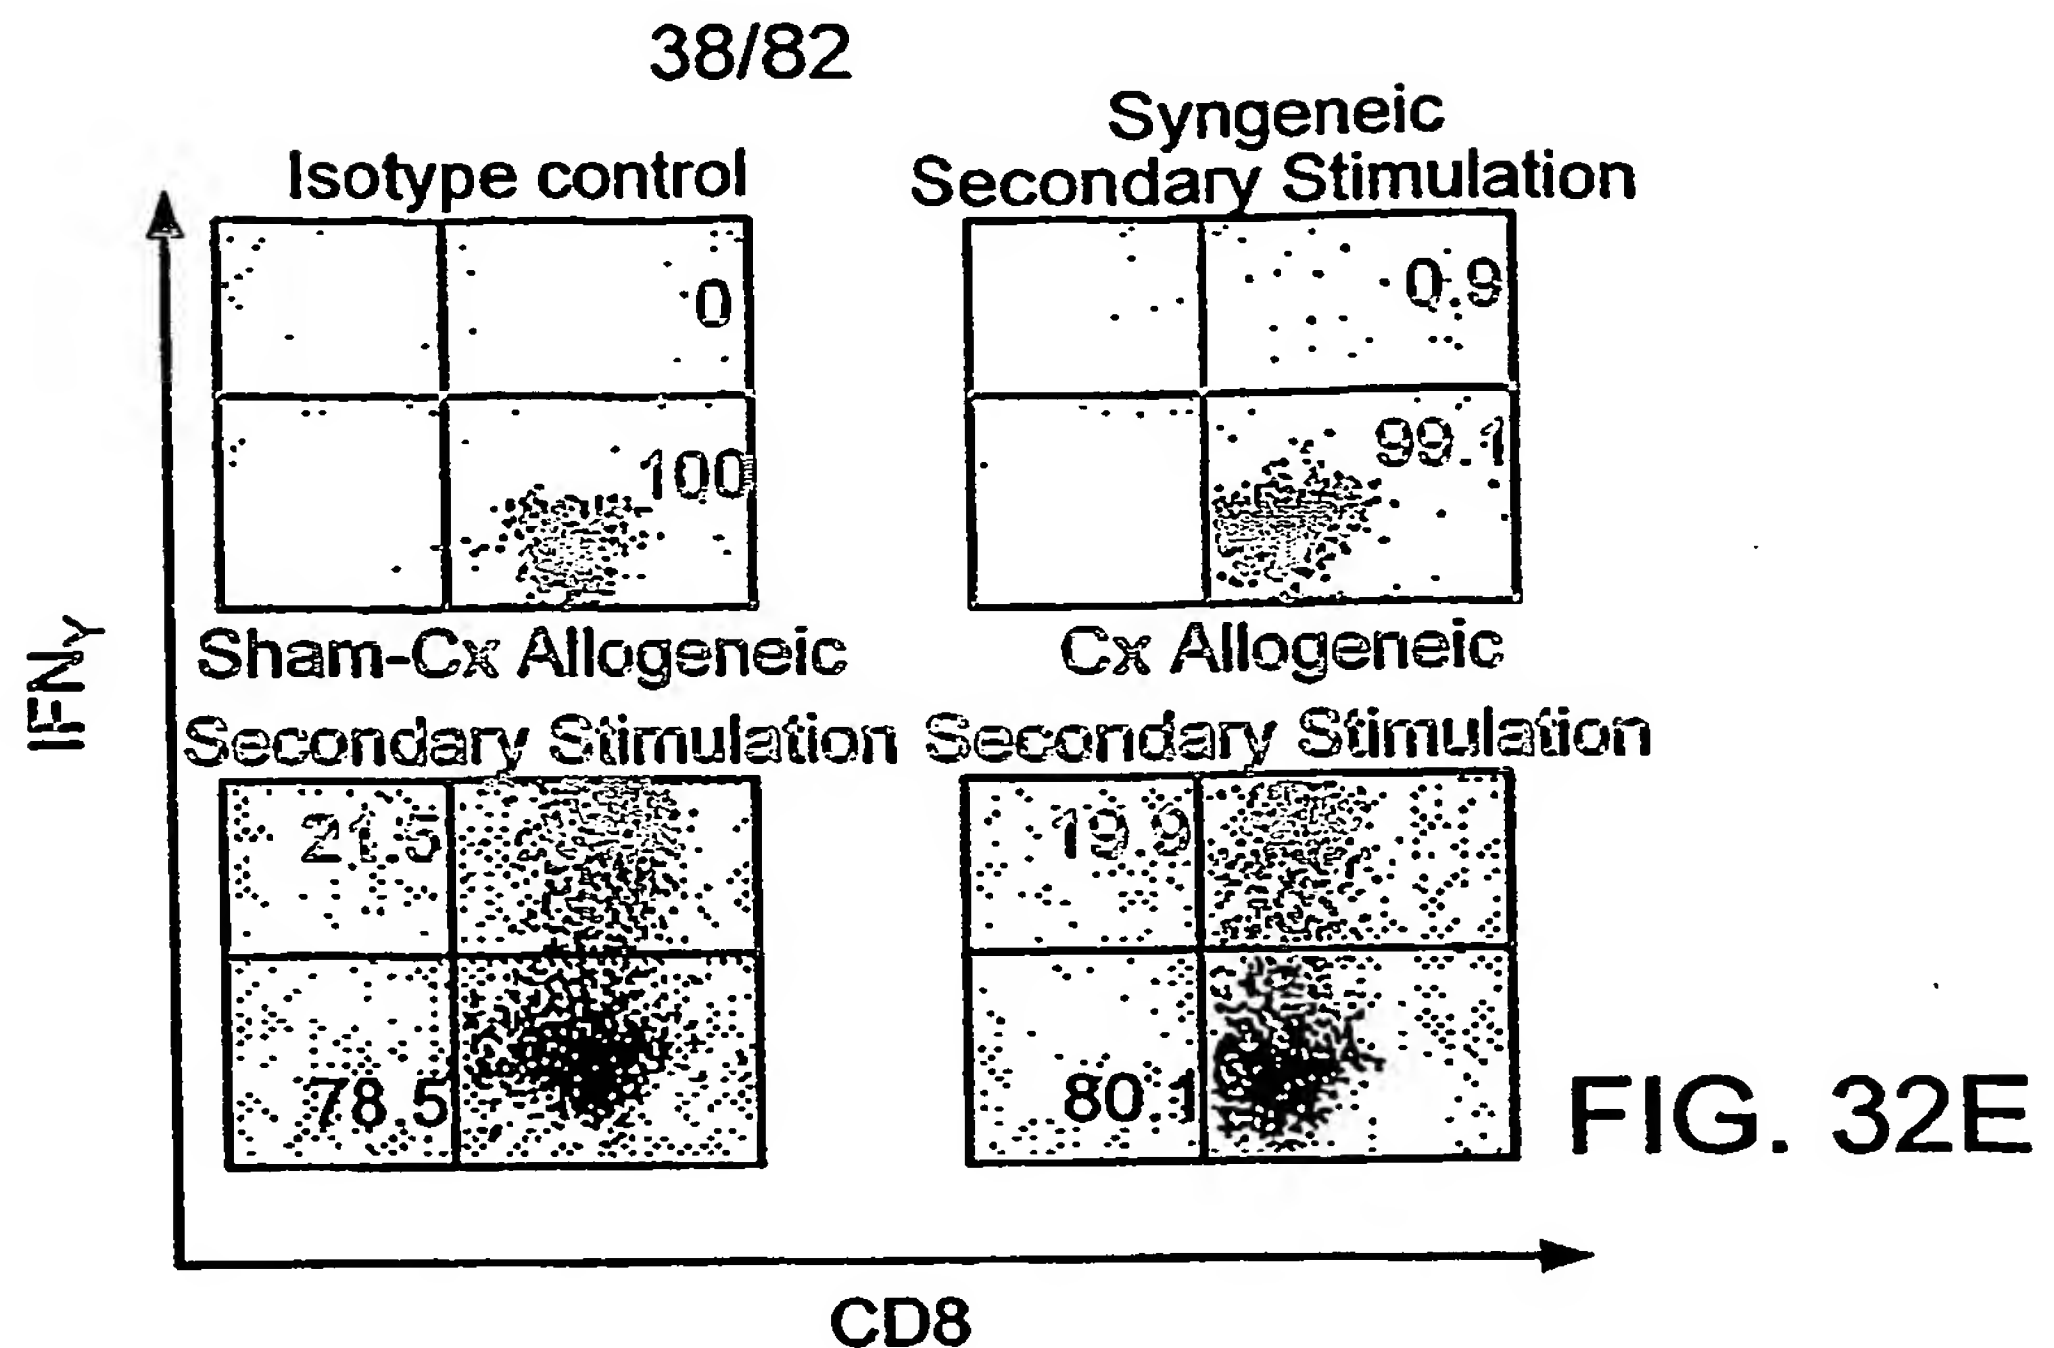 38/82
Isotype control
Syngeneic
Secondary Stimulation
0
100
0.9
99.1
IFNγ
Sham-Cx Allogeneic
Secondary Stimulation
Cx Allogeneic
Secondary Stimulation
21.5
78.5
19.9
80.1
FIG. 32E
CD8